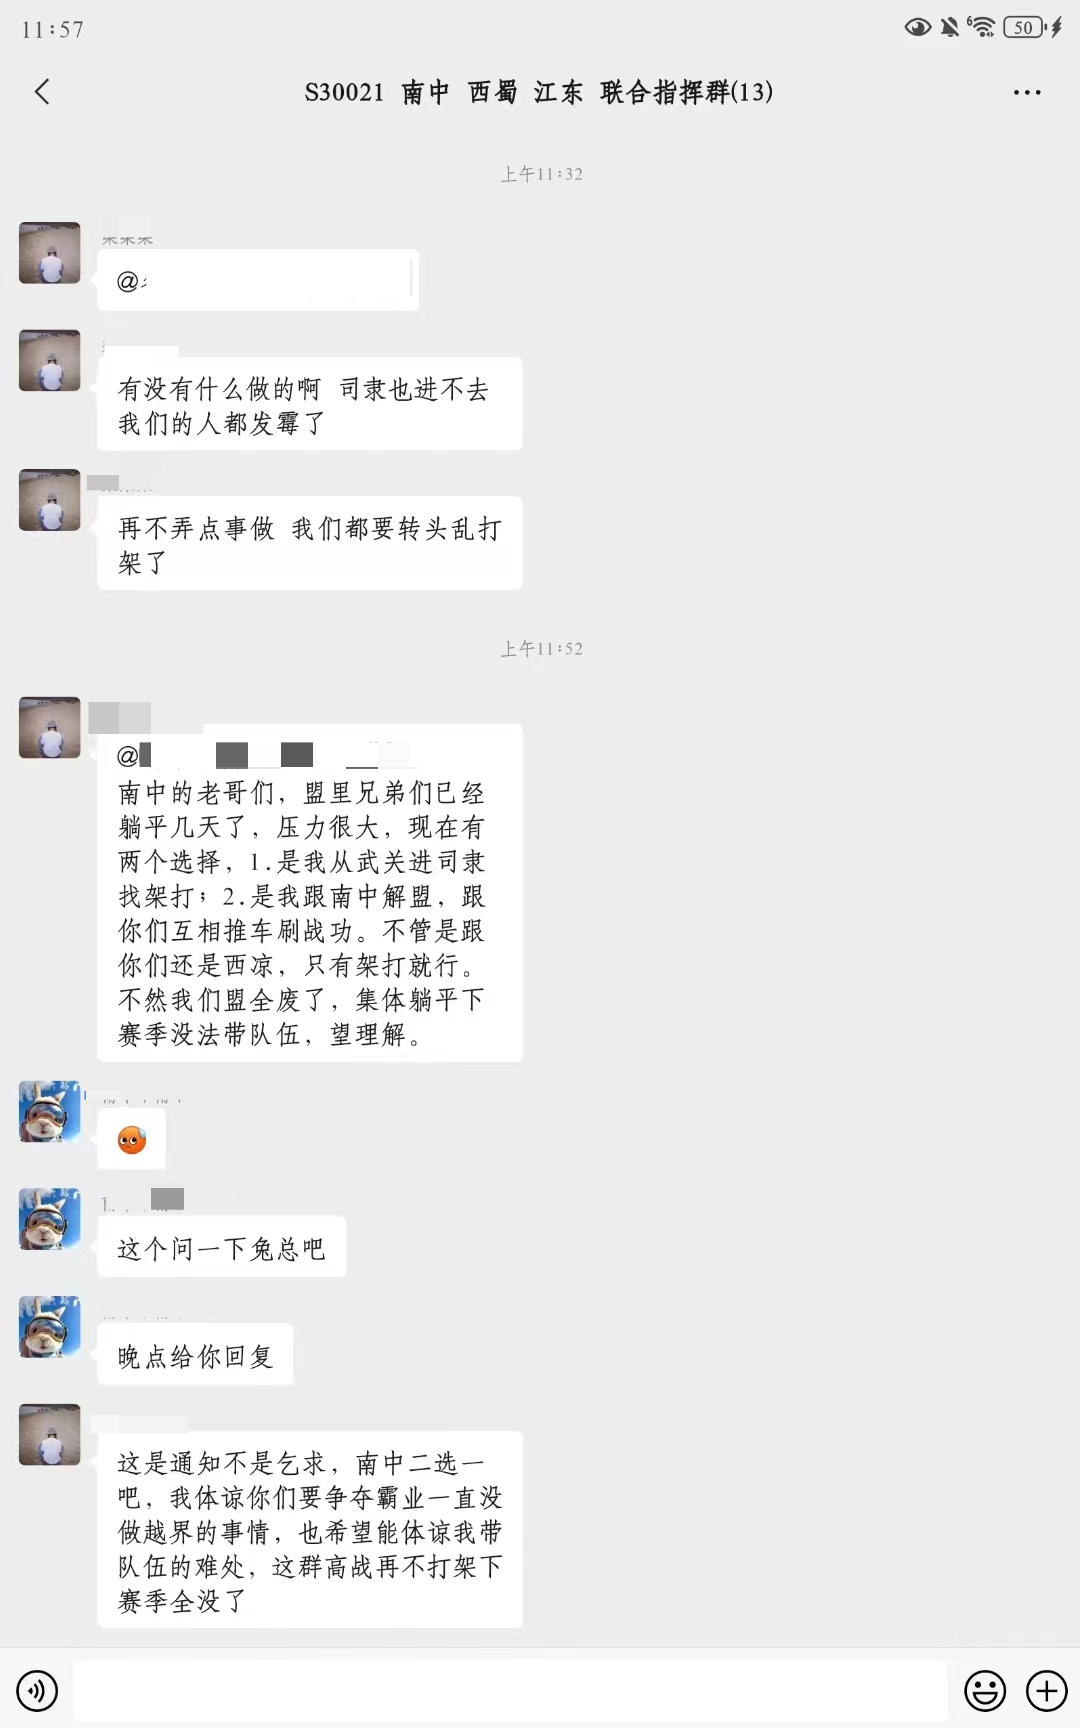 11:57
50
S30021 南中 西蜀 江东 联合指挥群(13)
上午11:32
@
有没有什么做的啊 司隶也进不去
我们的人都发霉了
再不弄点事做 我们都要转头乱打
架了
上午11:52
@
南中的老哥们，盟里兄弟们已经
躺平几天了，压力很大，现在有
两个选择，1.是我从武关进司隶
找架打；2.是我跟南中解盟，跟
你们互相推车刷战功。不管是跟
你们还是西凉，只有架打就行。
不然我们盟全废了，集体躺平下
赛季没法带队伍，望理解。
这个问一下兔总吧
晚点给你回复
这是通知不是乞求，南中二选一
吧，我体谅你们要争夺霸业一直没
做越界的事情，也希望能体谅我带
队伍的难处，这群高战再不打架下
赛季全没了